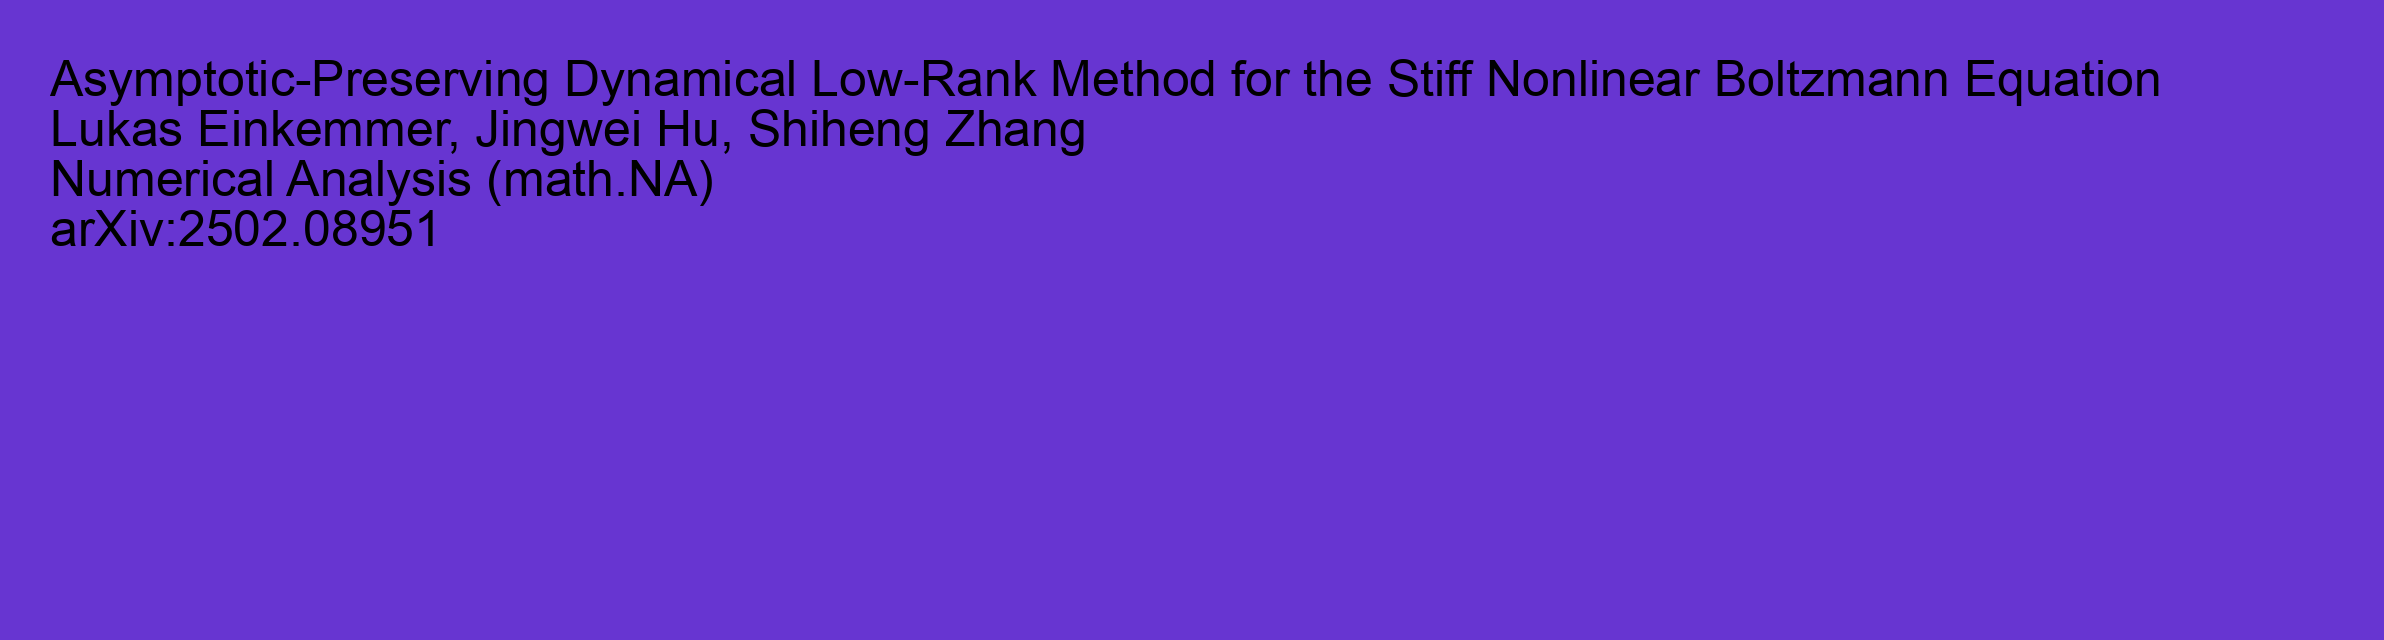 Asymptotic-Preserving Dynamical Low-Rank Method for the Stiff Nonlinear Boltzmann Equation
Lukas Einkemmer, Jingwei Hu, Shiheng Zhang
Numerical Analysis (math.NA)
arXiv:2502.08951